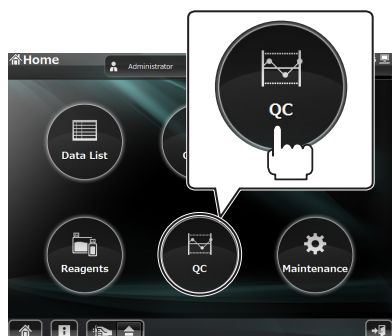 Home
Administrator
QC
Data List
Reagents
QC
Maintenance